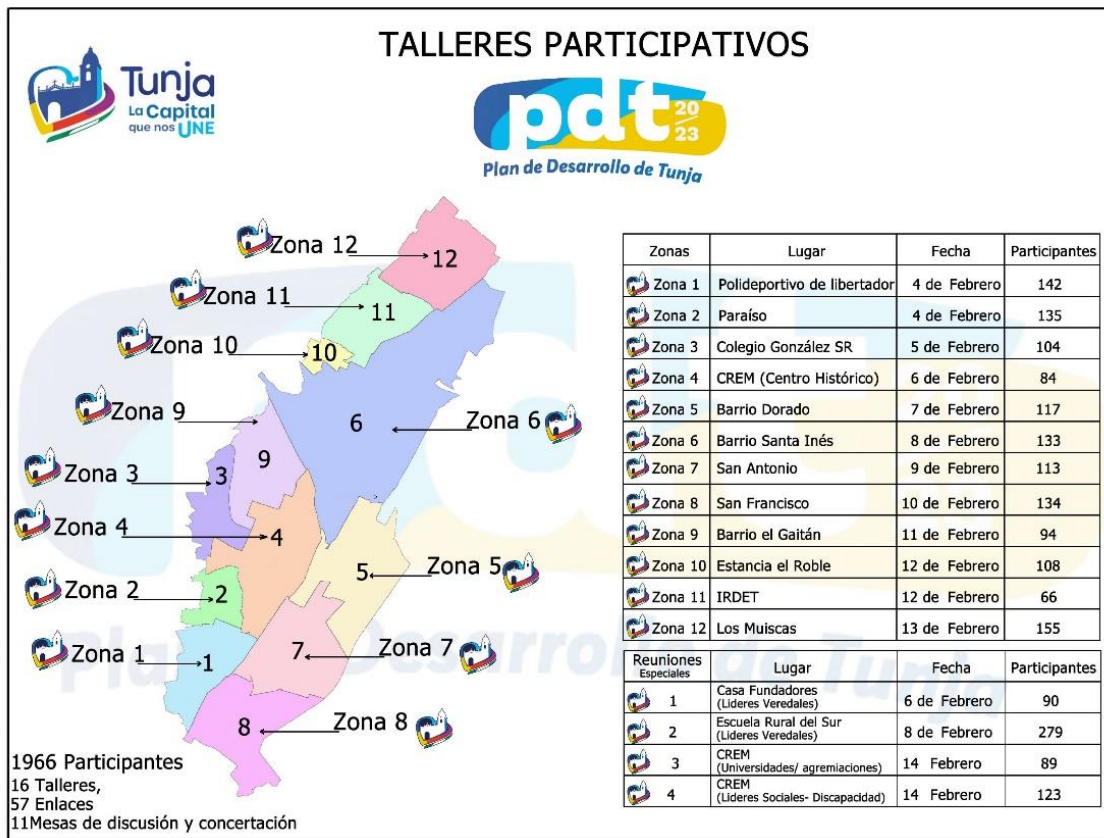 TALLERES PARTICIPATIVOS
Tunja
La Capital
que nos UNE
pdt 20/23
Plan de Desarrollo de Tunja
Zona 12
12
Zona 11
11
Zona 10
10
Zona 9
9
6
Zona 6
Zona 3
3
Zona 4
4
Zona 2
2
5
Zona 5
Zona 1
1
7
Zona 7
8
Zona 8
Zonas Lugar Fecha Participantes
Zona 1 Polideportivo de libertador 4 de Febrero 142
Zona 2 Paraíso 4 de Febrero 135
Zona 3 Colegio González SR 5 de Febrero 104
Zona 4 CREM (Centro Histórico) 6 de Febrero 84
Zona 5 Barrio Dorado 7 de Febrero 117
Zona 6 Barrio Santa Inés 8 de Febrero 133
Zona 7 San Antonio 9 de Febrero 113
Zona 8 San Francisco 10 de Febrero 134
Zona 9 Barrio el Gaitán 11 de Febrero 94
Zona 10 Estancia el Roble 12 de Febrero 108
Zona 11 IRDET 12 de Febrero 66
Zona 12 Los Muiscas 13 de Febrero 155
Reuniones Especiales Lugar Fecha Participantes
1 Casa Fundadores (Lideres Veredales) 6 de Febrero 90
2 Escuela Rural del Sur (Lideres Veredales) 8 de Febrero 279
3 CREM (Universidades/ agremiaciones) 14 Febrero 89
4 CREM (Lideres Sociales- Discapacidad) 14 Febrero 123
1966 Participantes
16 Talleres,
57 Enlaces
11Mesas de discusión y concertación
Plan de Desarrollo de Tunja